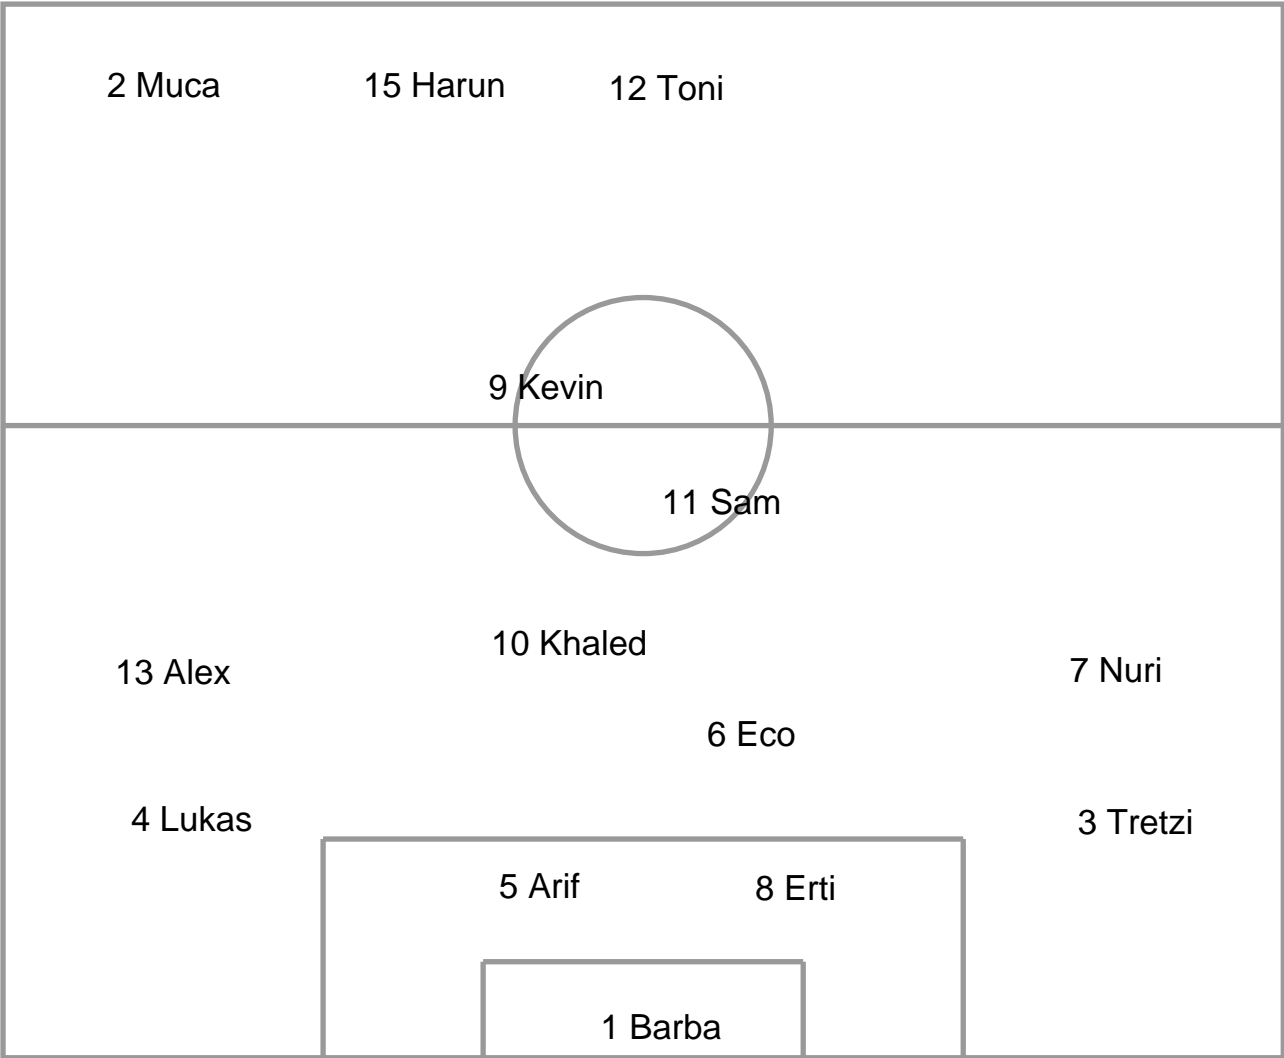 2 Muca
15 Harun
12 Toni
9 Kevin
11 Sam
10 Khaled
13 Alex
7 Nuri
6 Eco
4 Lukas
3 Tretzi
5 Arif
8 Erti
1 Barba